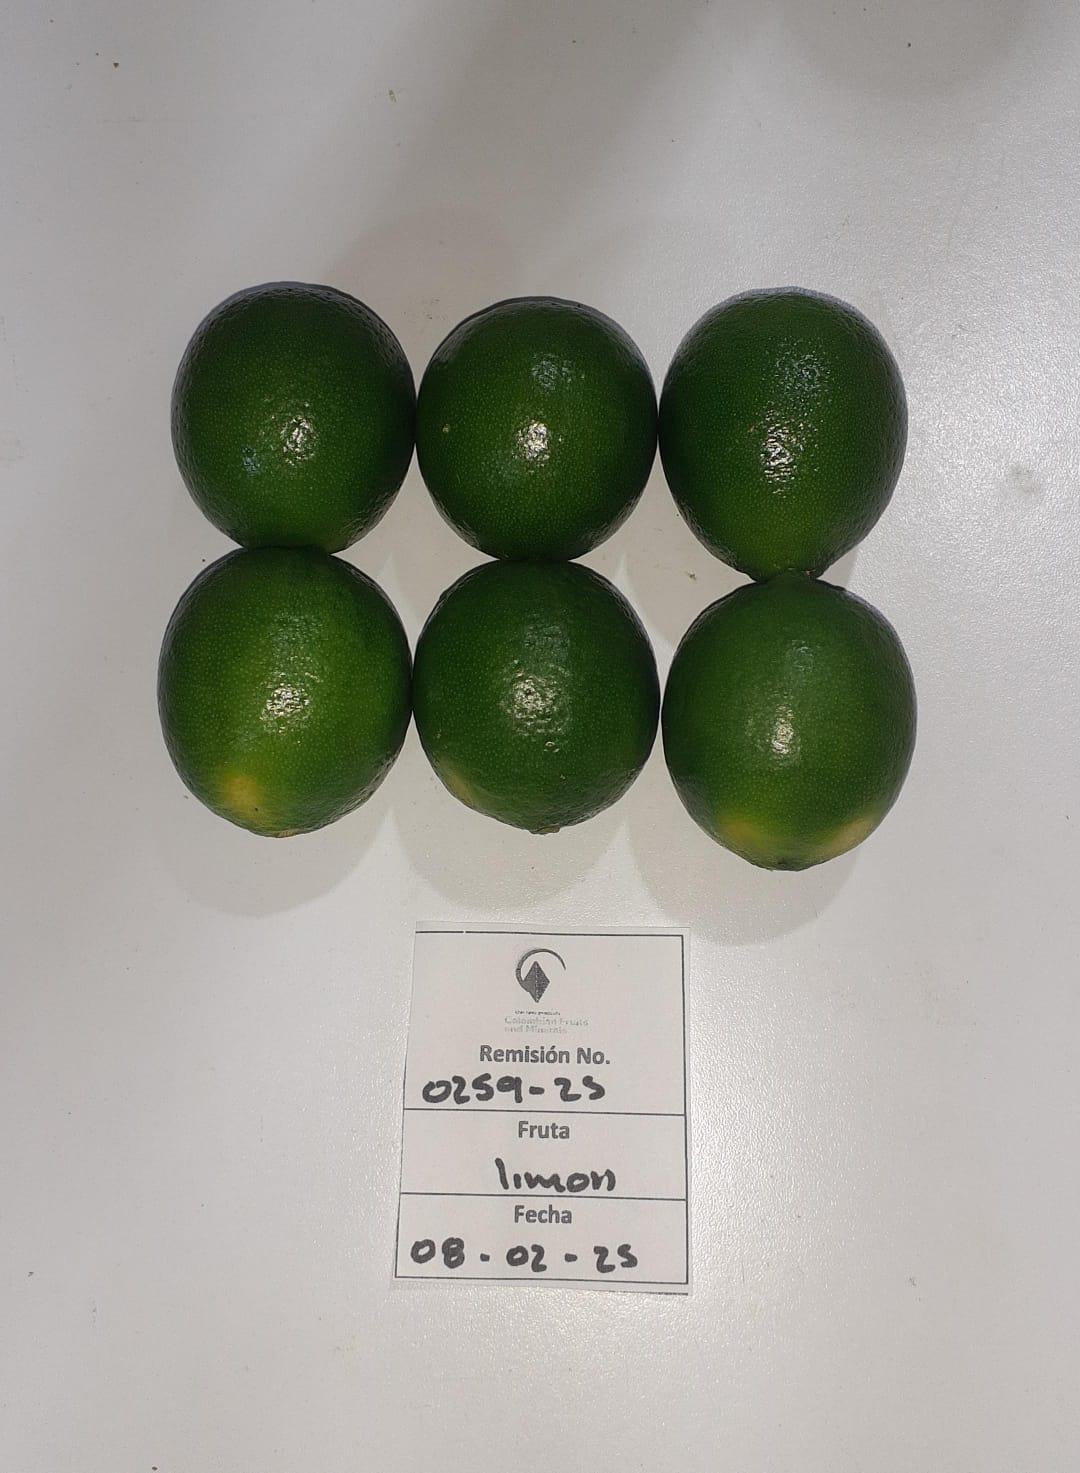 Colombian Fruits
and Minerals
Remisión No.
0259-25
Fruta
limon
Fecha
08-02-25